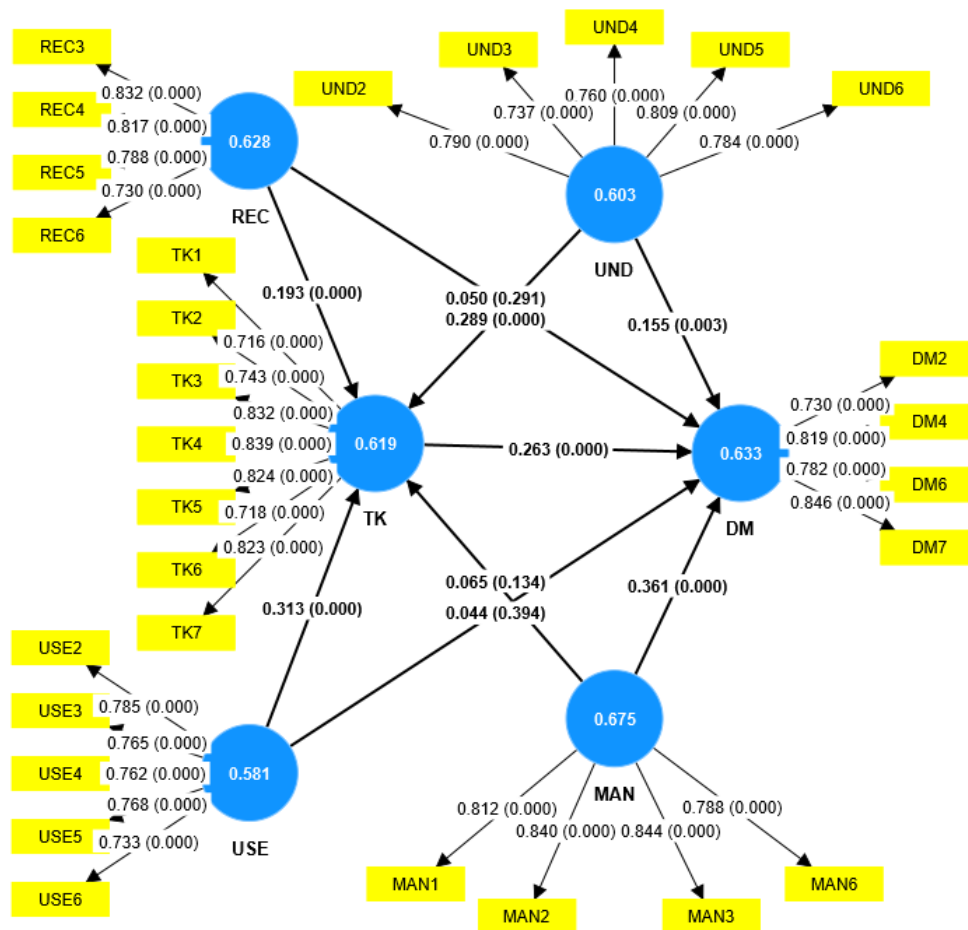 REC3
REC4
REC5
REC6
0.832 (0.000)
0.817 (0.000)
0.788 (0.000)
0.730 (0.000)
0.628
REC
UND2
UND3
UND4
UND5
UND6
0.790 (0.000)
0.737 (0.000)
0.760 (0.000)
0.809 (0.000)
0.784 (0.000)
0.603
UND
TK1
TK2
TK3
TK4
TK5
TK6
TK7
0.716 (0.000)
0.743 (0.000)
0.832 (0.000)
0.839 (0.000)
0.824 (0.000)
0.718 (0.000)
0.823 (0.000)
0.619
TK
0.193 (0.000)
0.050 (0.291)
0.289 (0.000)
0.155 (0.003)
0.263 (0.000)
0.313 (0.000)
0.065 (0.134)
0.044 (0.394)
0.361 (0.000)
0.633
DM
DM2
DM4
DM6
DM7
0.730 (0.000)
0.819 (0.000)
0.782 (0.000)
0.846 (0.000)
USE2
USE3
USE4
USE5
USE6
0.785 (0.000)
0.765 (0.000)
0.762 (0.000)
0.768 (0.000)
0.733 (0.000)
0.581
USE
0.675
MAN
0.812 (0.000)
0.840 (0.000)
0.844 (0.000)
0.788 (0.000)
MAN1
MAN2
MAN3
MAN6